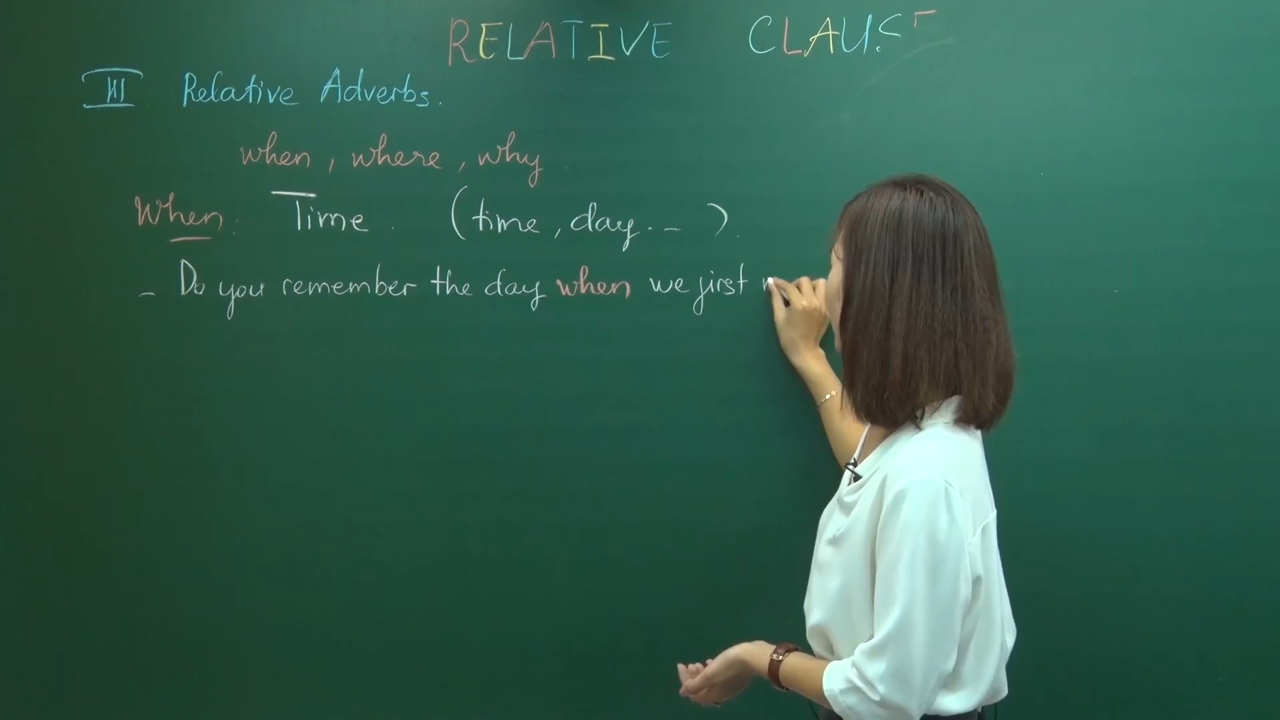 RELATIVE CLAUSE
III Relative Adverbs.
when, where, why
When: Time. (time, day...).
- Do you remember the day when we first